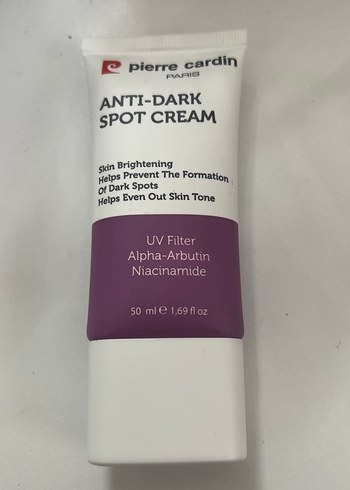 pierre cardin
PARIS
ANTI-DARK
SPOT CREAM
Skin Brightening
Helps Prevent The Formation
Of Dark Spots
Helps Even Out Skin Tone
UV Filter
Alpha-Arbutin
Niacinamide
50 ml ℮ 1,69 fl oz